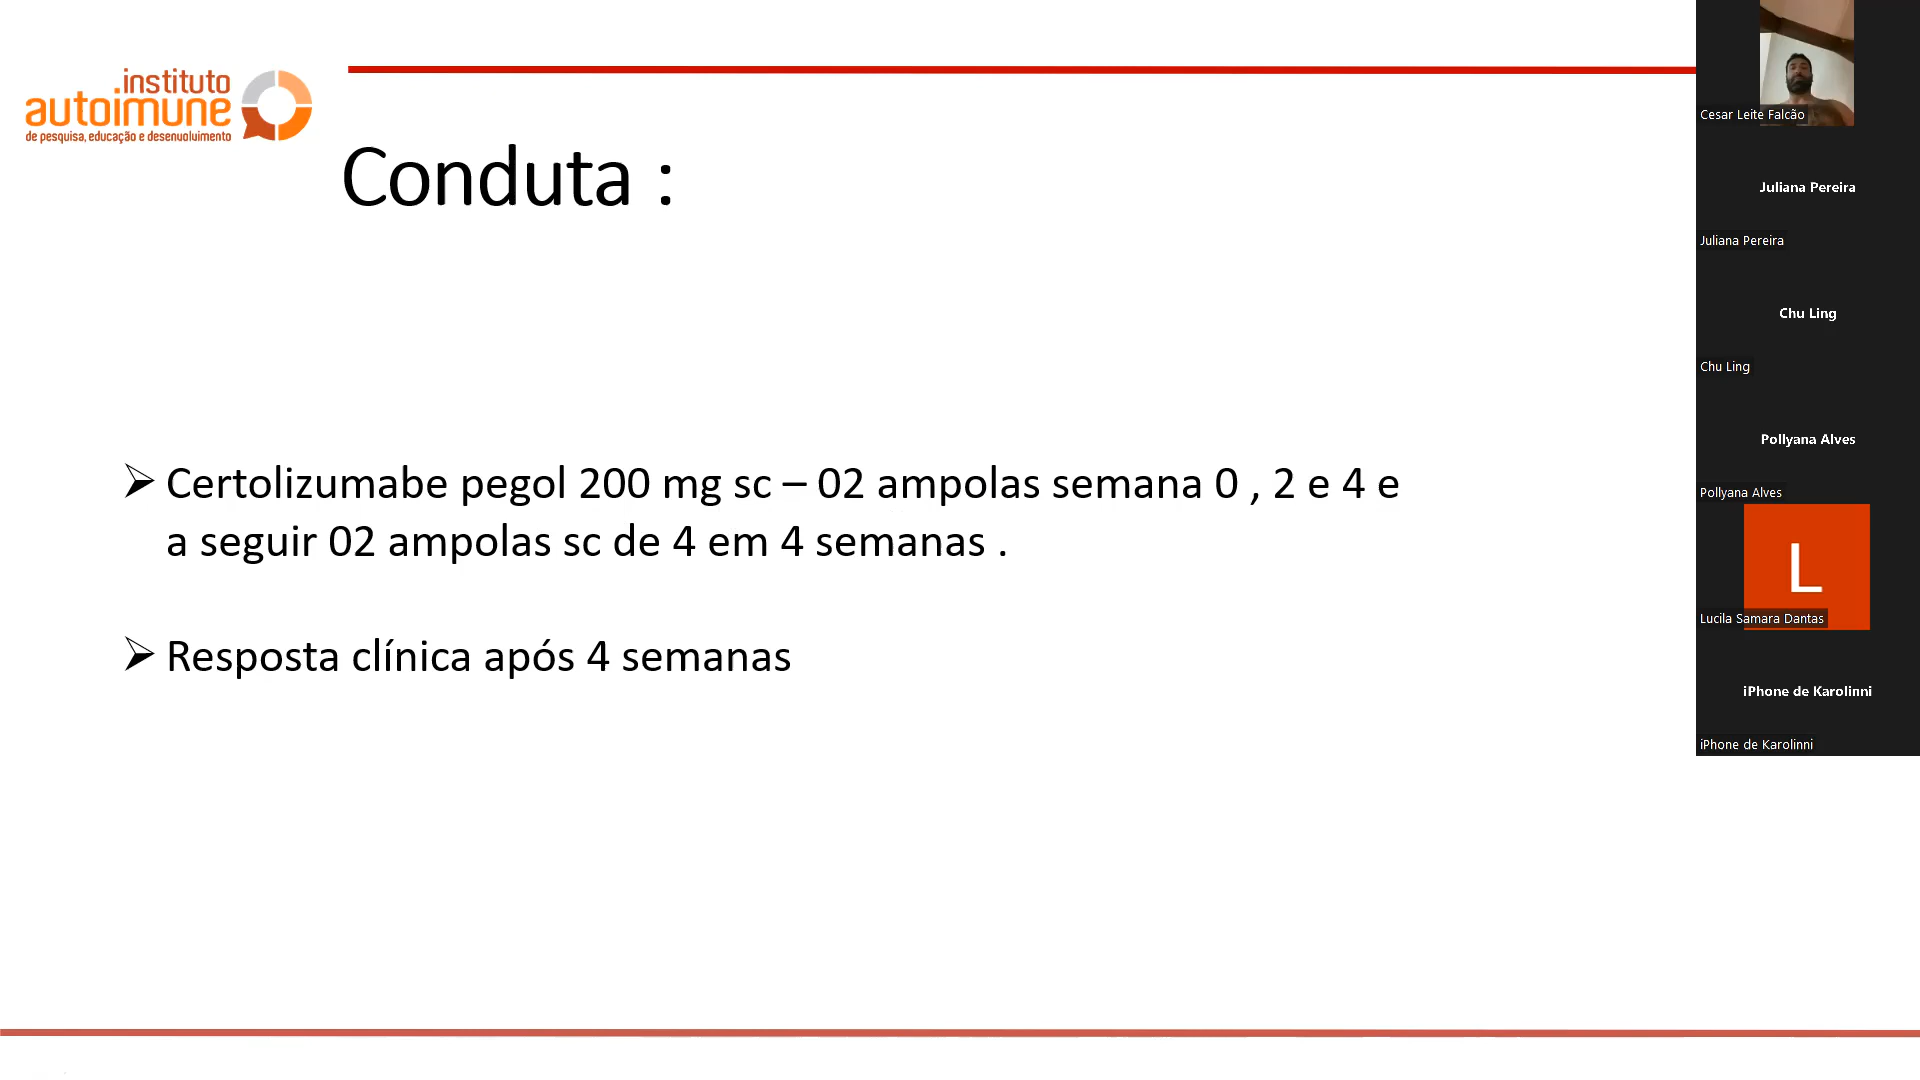 instituto
autoimune
de pesquisa, educação e desenvolvimento
Conduta :
➢ Certolizumabe pegol 200 mg sc – 02 ampolas semana 0 , 2 e 4 e
a seguir 02 ampolas sc de 4 em 4 semanas .
➢ Resposta clínica após 4 semanas
Cesar Leite Falcão
Juliana Pereira
Juliana Pereira
Chu Ling
Chu Ling
Pollyana Alves
Pollyana Alves
L
Lucila Samara Dantas
iPhone de Karolinni
iPhone de Karolinni